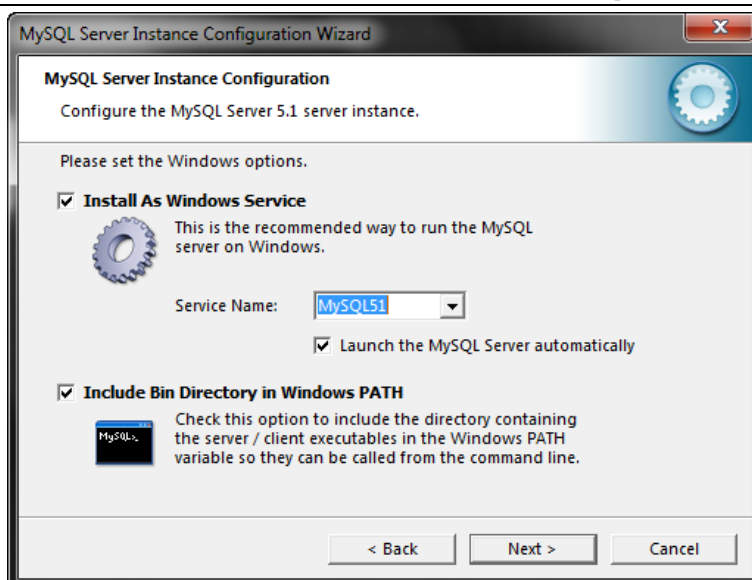 MySQL Server Instance Configuration Wizard
MySQL Server Instance Configuration
Configure the MySQL Server 5.1 server instance.
Please set the Windows options.
Install As Windows Service
This is the recommended way to run the MySQL
server on Windows.
Service Name: MySQL51
Launch the MySQL Server automatically
Include Bin Directory in Windows PATH
MySQL>_
Check this option to include the directory containing
the server / client executables in the Windows PATH
variable so they can be called from the command line.
< Back Next > Cancel